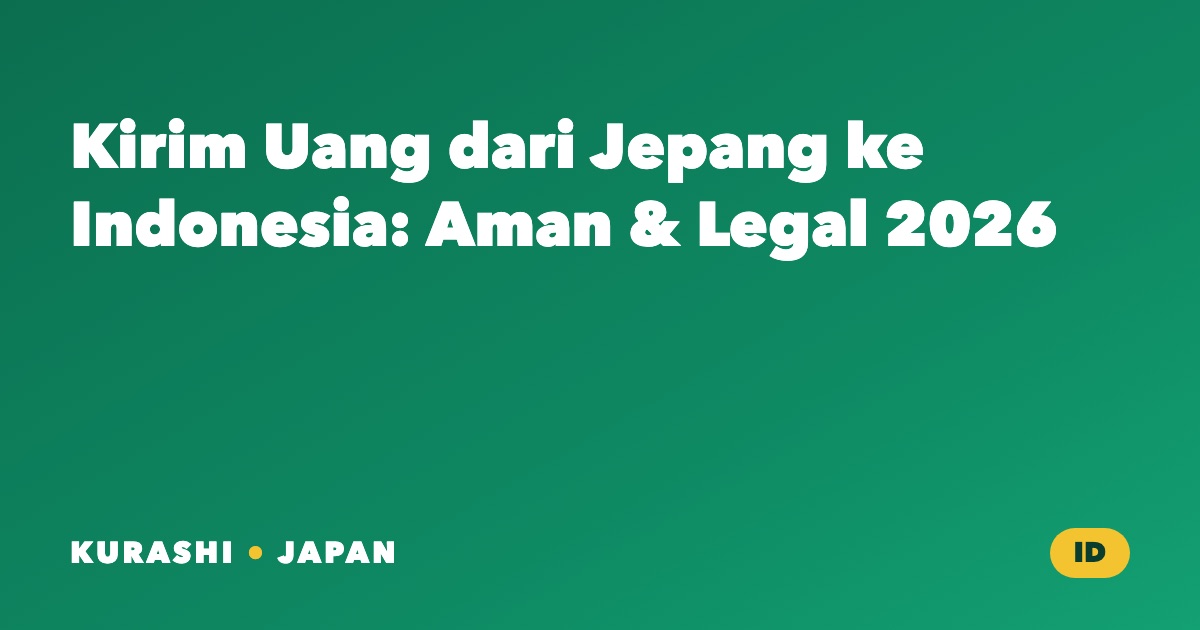 Kirim Uang dari Jepang ke
Indonesia: Aman & Legal 2026
KURASHI • JAPAN
ID